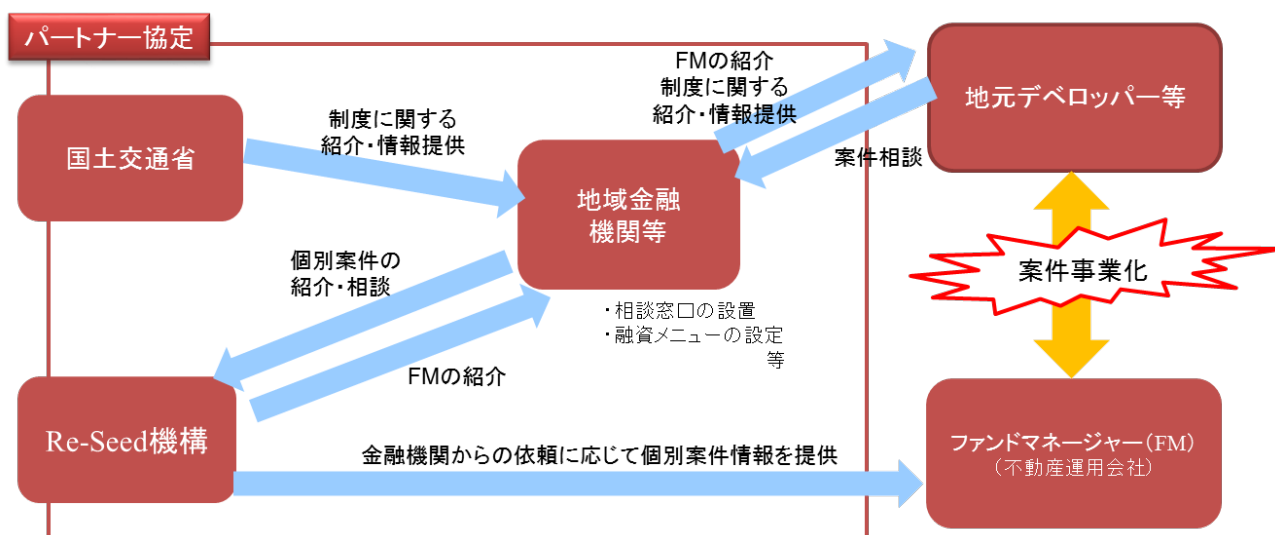 パートナー協定
国土交通省
制度に関する
紹介・情報提供
FMの紹介
制度に関する
紹介・情報提供
地元デベロッパー等
案件相談
地域金融
機関等
・相談窓口の設置
・融資メニューの設定
等
個別案件の
紹介・相談
FMの紹介
案件事業化
Re-Seed機構
金融機関からの依頼に応じて個別案件情報を提供
ファンドマネージャー(FM)
(不動産運用会社)